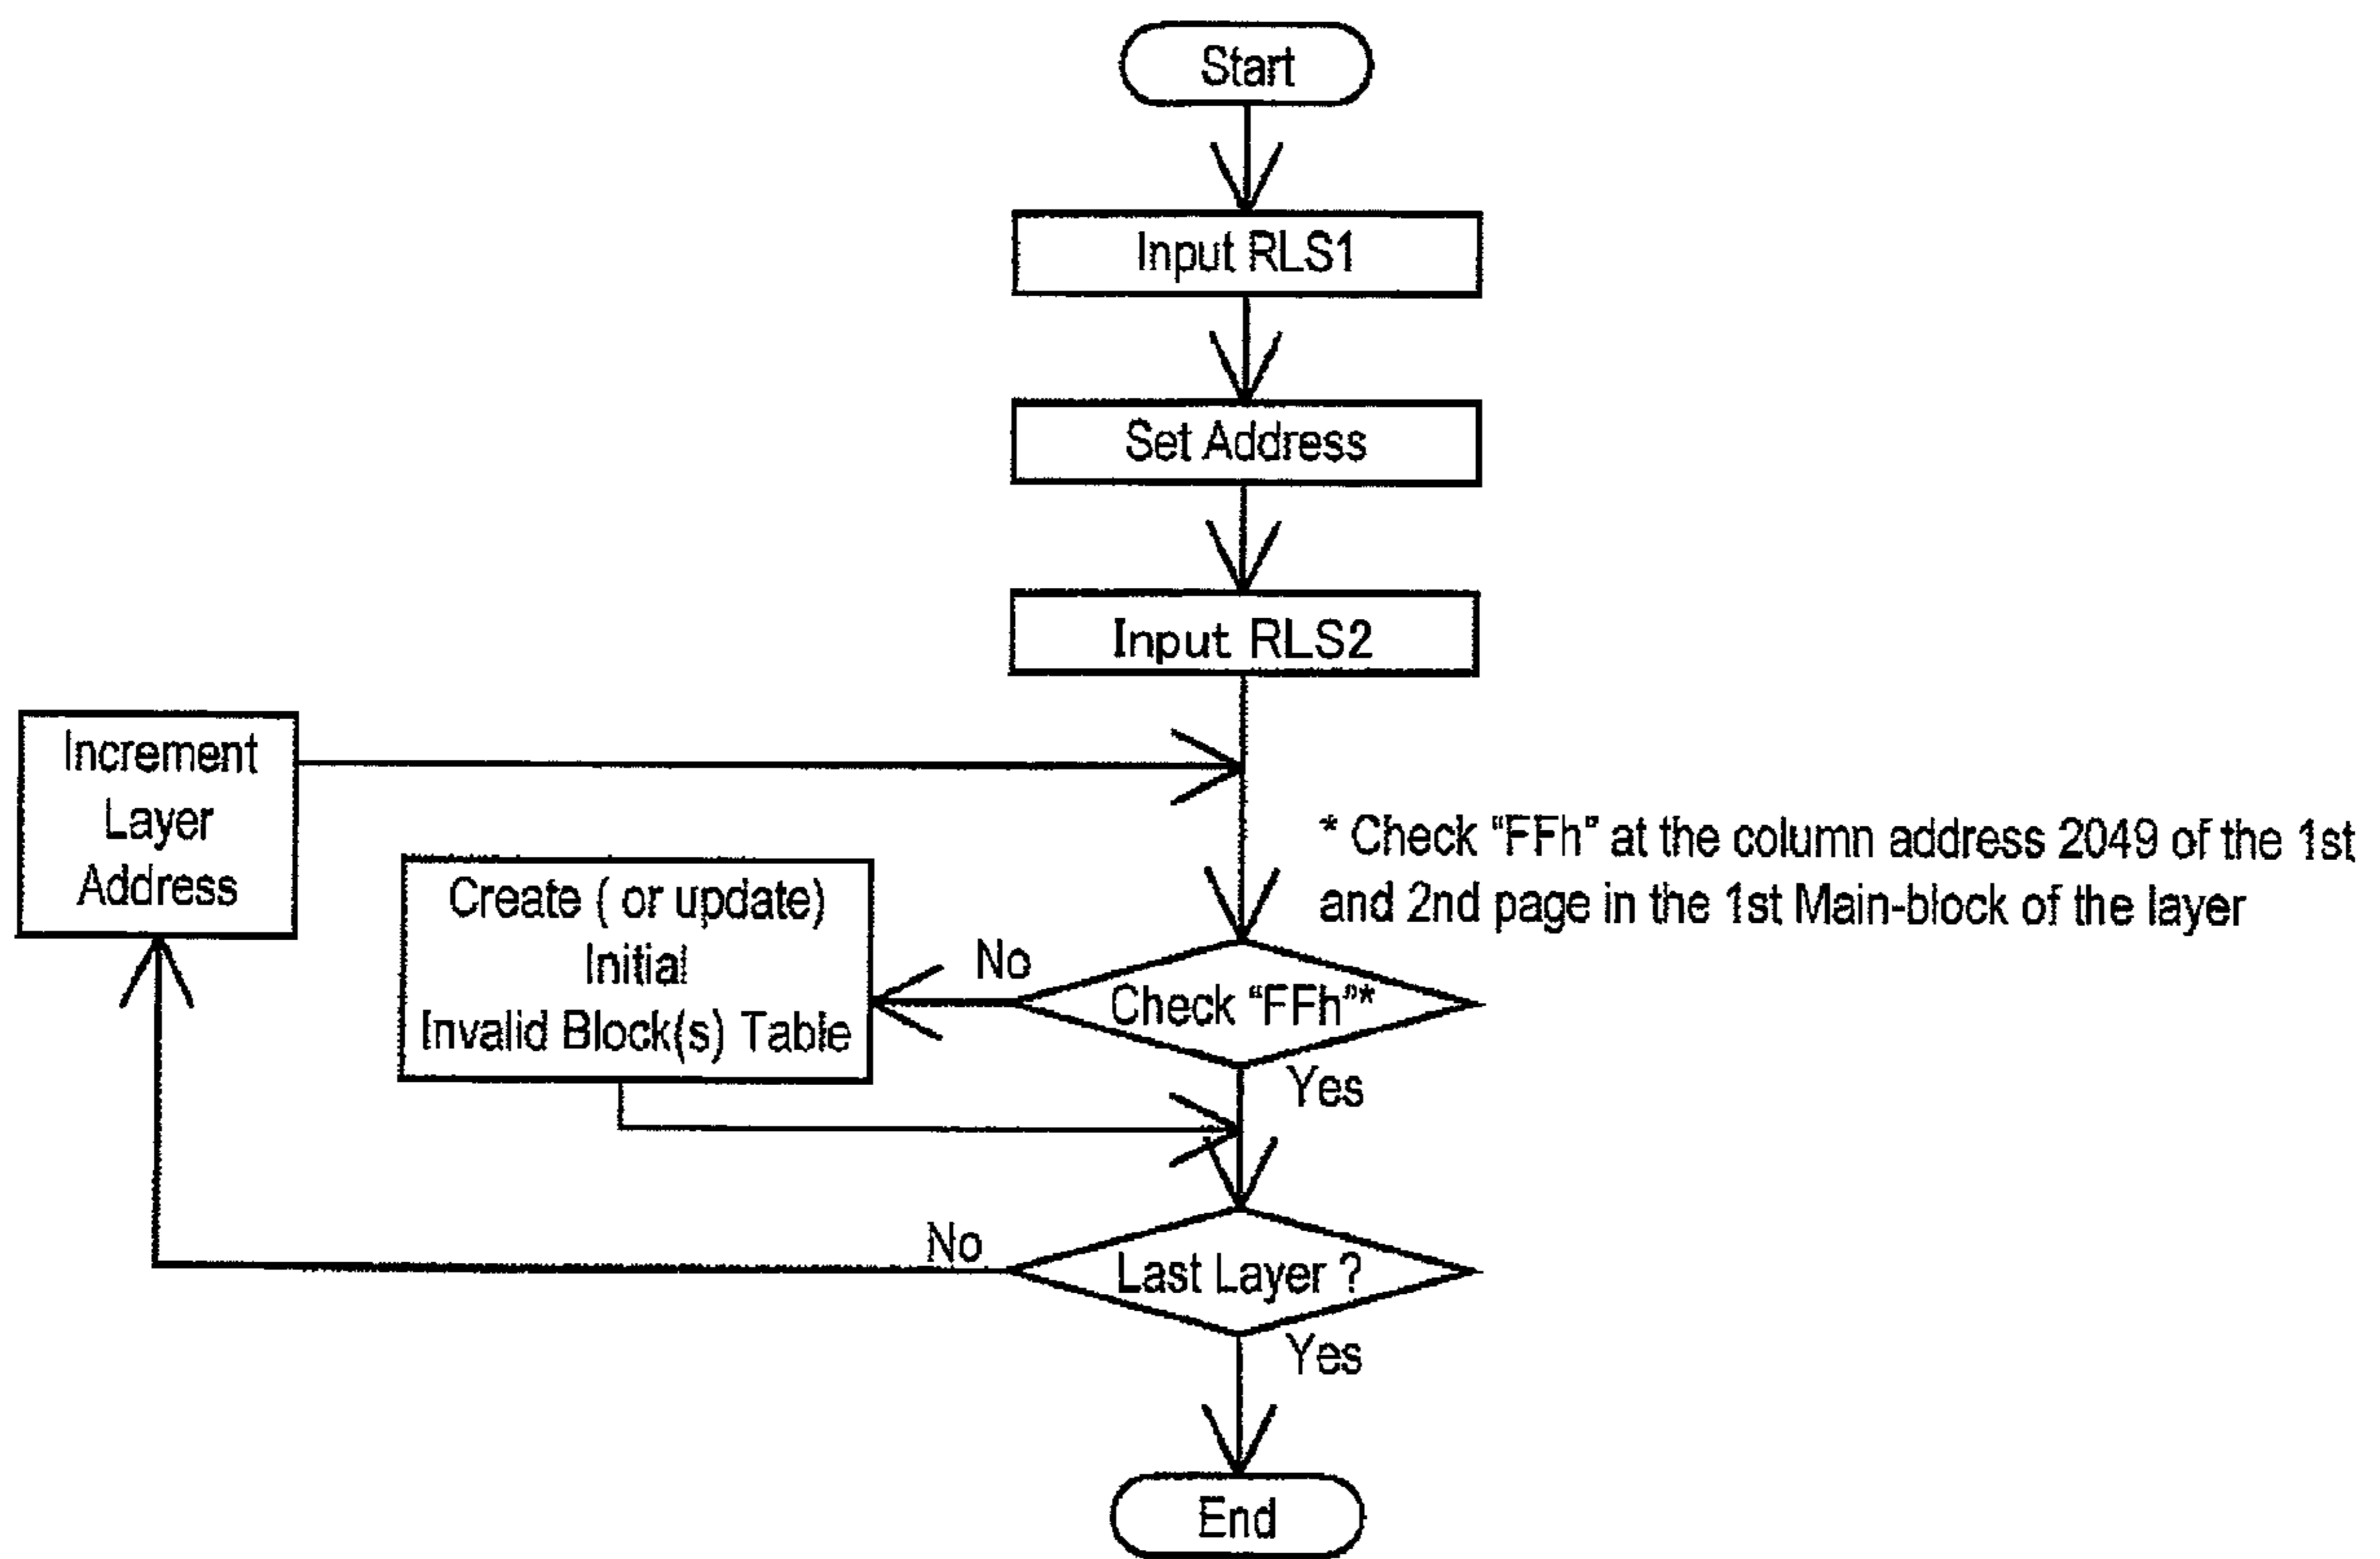 Start
Input RLS1
Set Address
Input RLS2
Increment
Layer
Address
* Check “FFh” at the column address 2049 of the 1st
and 2nd page in the 1st Main-block of the layer
Create ( or update)
Initial
Invalid Block(s) Table
No
Check “FFh”*
Yes
No
Last Layer ?
Yes
End